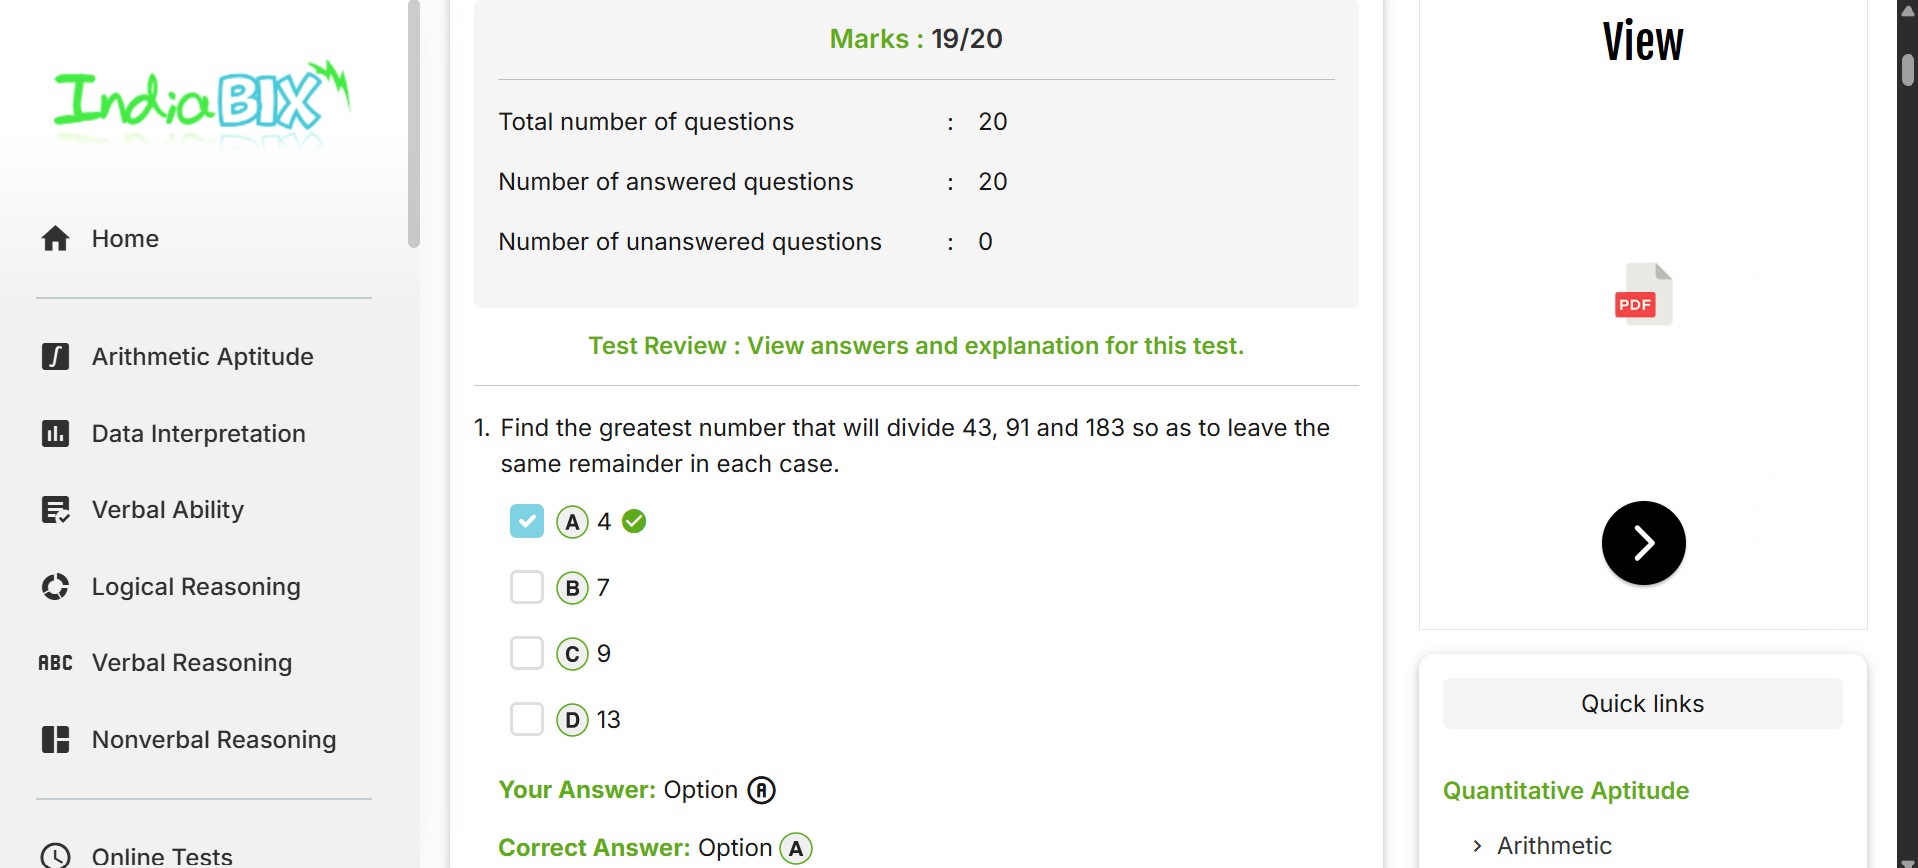 IndiaBIX
Home
Arithmetic Aptitude
Data Interpretation
Verbal Ability
Logical Reasoning
ABC Verbal Reasoning
Nonverbal Reasoning
Online Tests
Marks : 19/20
Total number of questions : 20
Number of answered questions : 20
Number of unanswered questions : 0
Test Review : View answers and explanation for this test.
1. Find the greatest number that will divide 43, 91 and 183 so as to leave the
same remainder in each case.
A 4
B 7
C 9
D 13
Your Answer: Option A
Correct Answer: Option A
View
PDF
Quick links
Quantitative Aptitude
Arithmetic